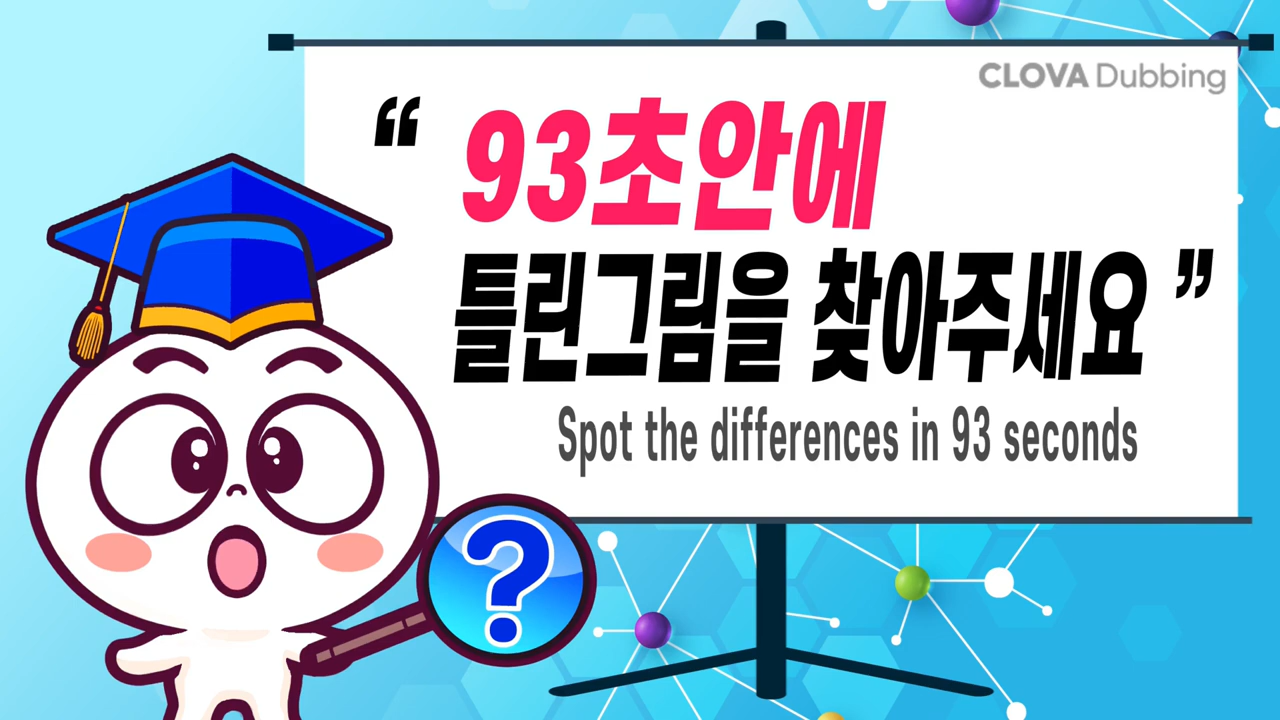 CLOVA Dubbing
“ 93초안에
틀린그림을 찾아주세요 ”
Spot the differences in 93 seconds
?